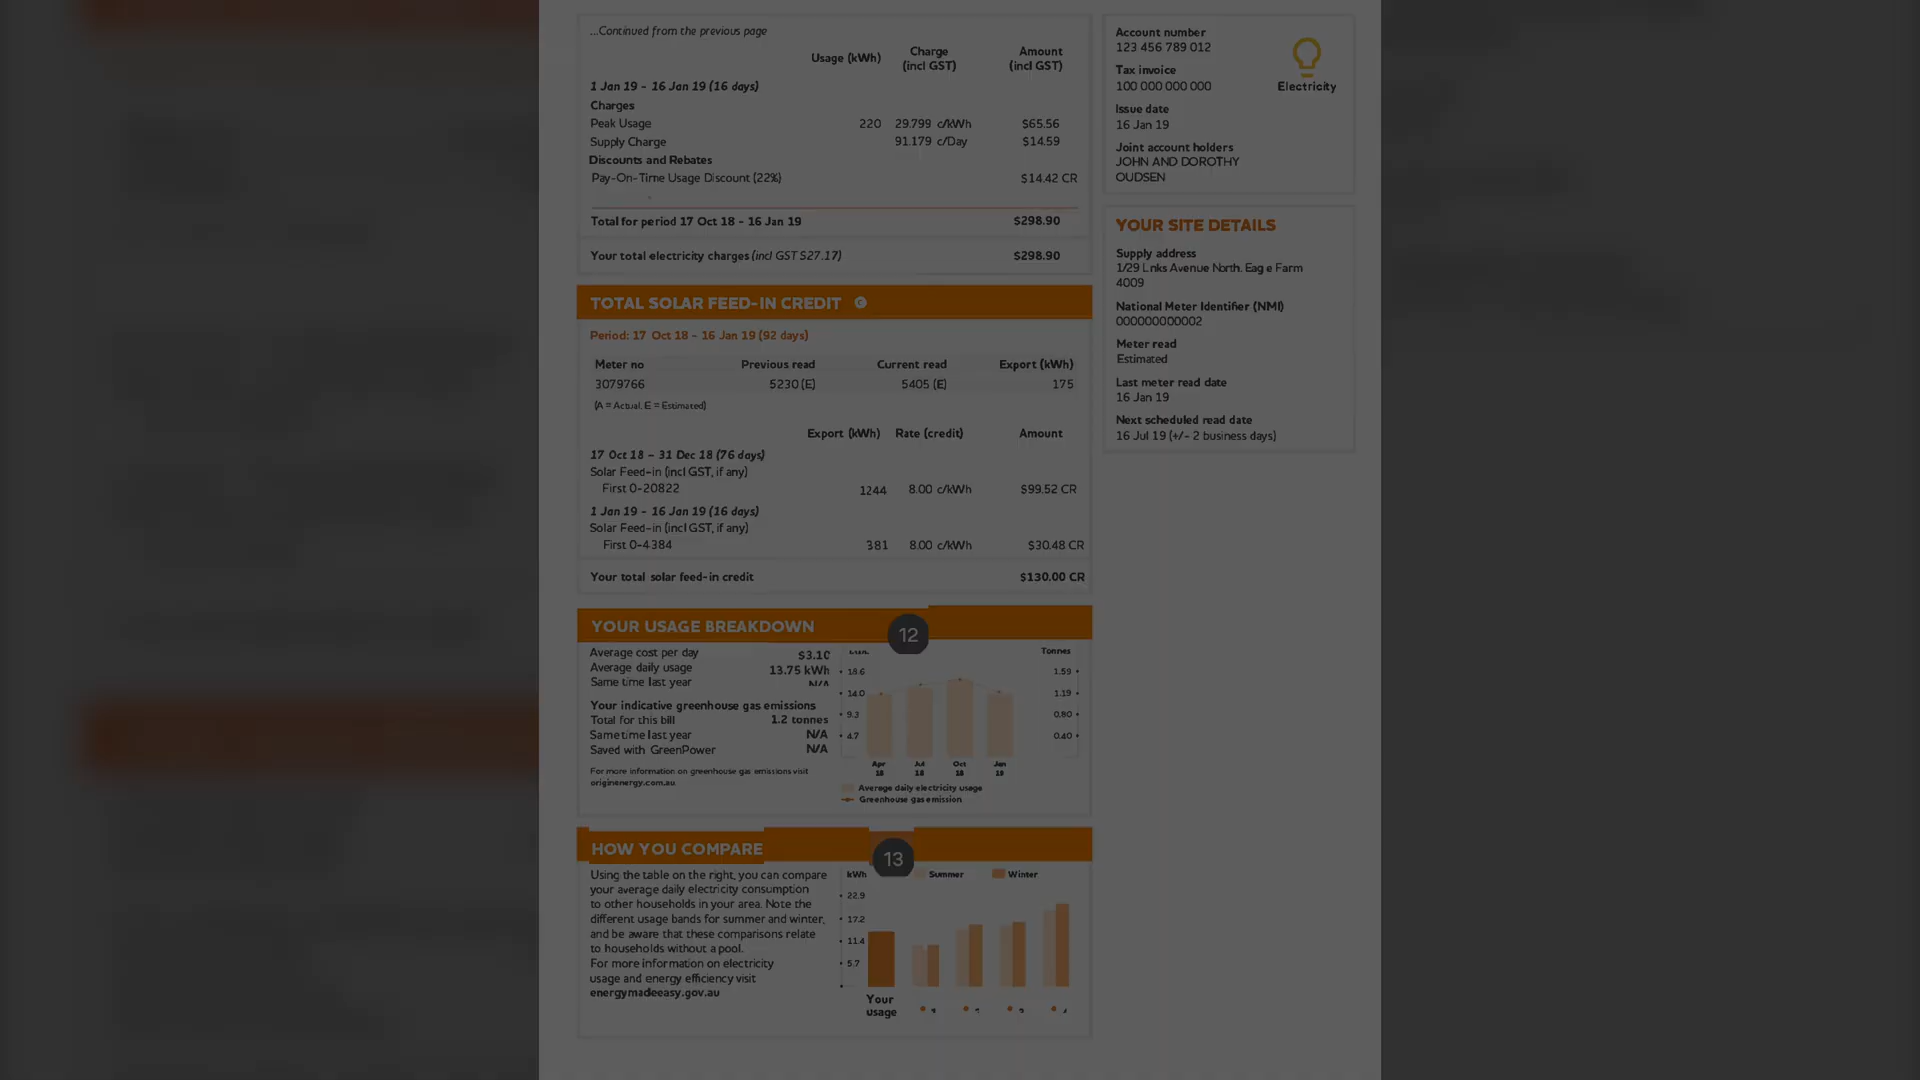 ...Continued from the previous page
Usage (kWh) Charge (incl GST) Amount (incl GST)
1 Jan 19 - 16 Jan 19 (16 days)
Charges
Peak Usage 220 29.799 c/kWh $65.56
Supply Charge 91.179 c/Day $14.59
Discounts and Rebates
Pay-On-Time Usage Discount (22%) $14.42 CR
Total for period 17 Oct 18 - 16 Jan 19 $298.90
Your total electricity charges (incl GST $27.17) $298.90
TOTAL SOLAR FEED-IN CREDIT C
Period: 17 Oct 18 - 16 Jan 19 (92 days)
Meter no Previous read Current read Export (kWh)
3079766 5230 (E) 5405 (E) 175
(A = Actual, E = Estimated)
Export (kWh) Rate (credit) Amount
17 Oct 18 - 31 Dec 18 (76 days)
Solar Feed-in (incl GST, if any)
First 0-20822 1244 8.00 c/kWh $99.52 CR
1 Jan 19 - 16 Jan 19 (16 days)
Solar Feed-in (incl GST, if any)
First 0-4384 381 8.00 c/kWh $30.48 CR
Your total solar feed-in credit $130.00 CR
YOUR USAGE BREAKDOWN 12
Average cost per day $3.10
Average daily usage 13.75 kWh
Same time last year N/A
Your indicative greenhouse gas emissions
Total for this bill 1.2 tonnes
Same time last year N/A
Saved with GreenPower N/A
For more information on greenhouse gas emissions visit
originenergy.com.au
Tonnes
18.6 1.59
14.0 1.19
9.3 0.80
4.7 0.40
Apr 18 Jul 18 Oct 18 Jan 19
Average daily electricity usage
Greenhouse gas emission
HOW YOU COMPARE 13
Using the table on the right, you can compare
your average daily electricity consumption
to other households in your area. Note the
different usage bands for summer and winter,
and be aware that these comparisons relate
to households without a pool.
For more information on electricity
usage and energy efficiency visit
energymadeeasy.gov.au
kWh Summer Winter
22.9
17.2
11.4
5.7
Your
usage
Account number
123 456 789 012
Tax invoice
100 000 000 000
Electricity
Issue date
16 Jan 19
Joint account holders
JOHN AND DOROTHY
OUDSEN
YOUR SITE DETAILS
Supply address
1/29 Lnks Avenue North, Eag e Farm
4009
National Meter Identifier (NMI)
000000000002
Meter read
Estimated
Last meter read date
16 Jan 19
Next scheduled read date
16 Jul 19 (+/- 2 business days)